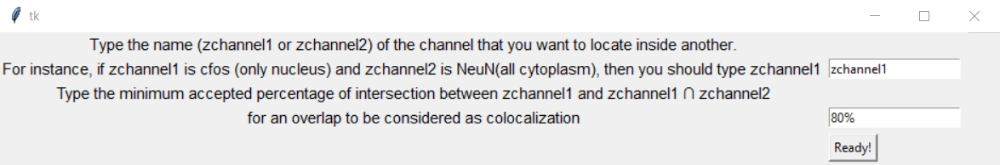 tk
Type the name (zchannel1 or zchannel2) of the channel that you want to locate inside another.
For instance, if zchannel1 is cfos (only nucleus) and zchannel2 is NeuN(all cytoplasm), then you should type zchannel1 zchannel1
Type the minimum accepted percentage of intersection between zchannel1 and zchannel1 ∩ zchannel2
for an overlap to be considered as colocalization 80%
Ready!